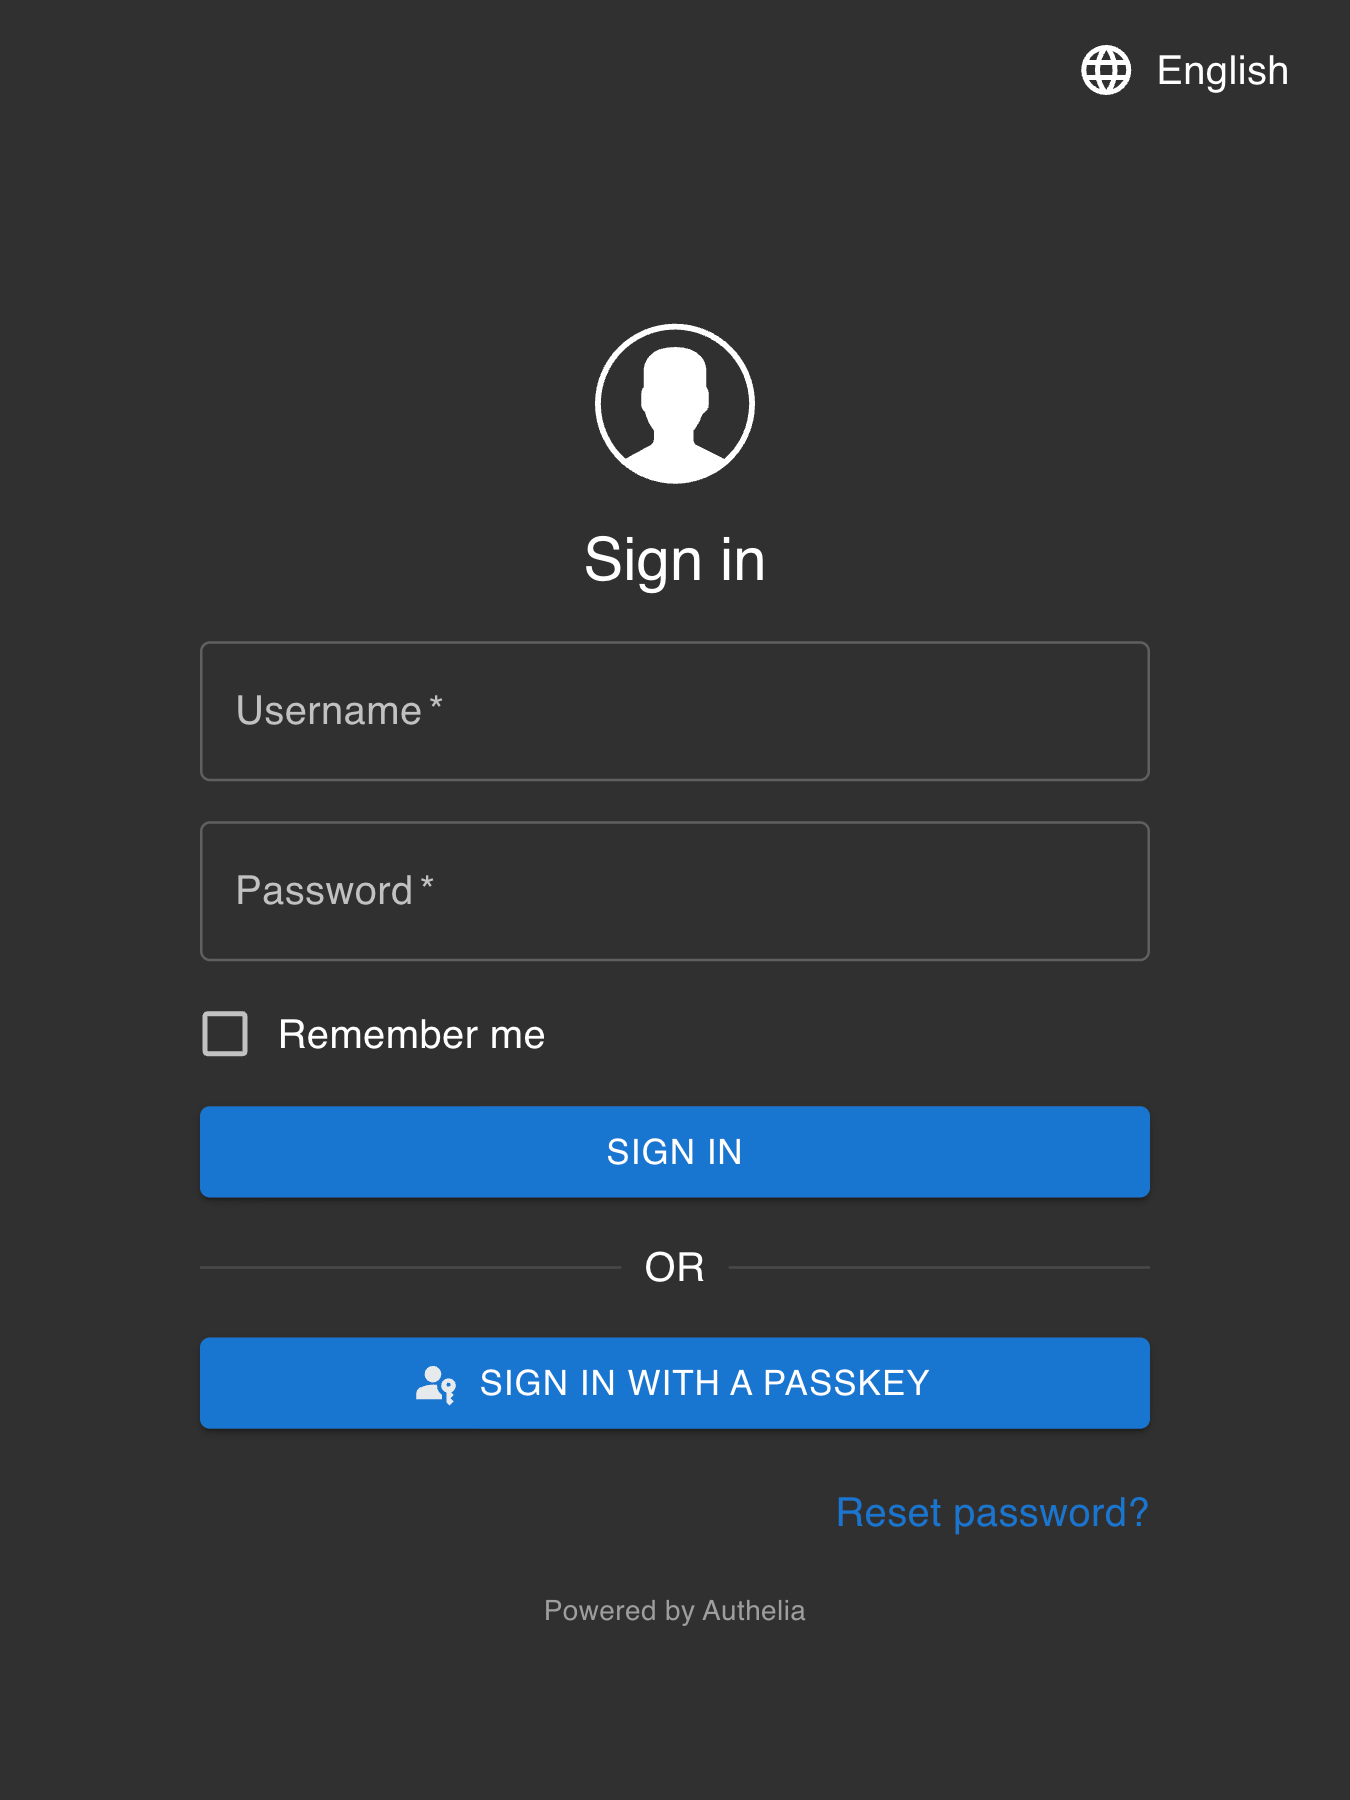 English
Sign in
Username *
Password *
Remember me
SIGN IN
OR
SIGN IN WITH A PASSKEY
Reset password?
Powered by Authelia